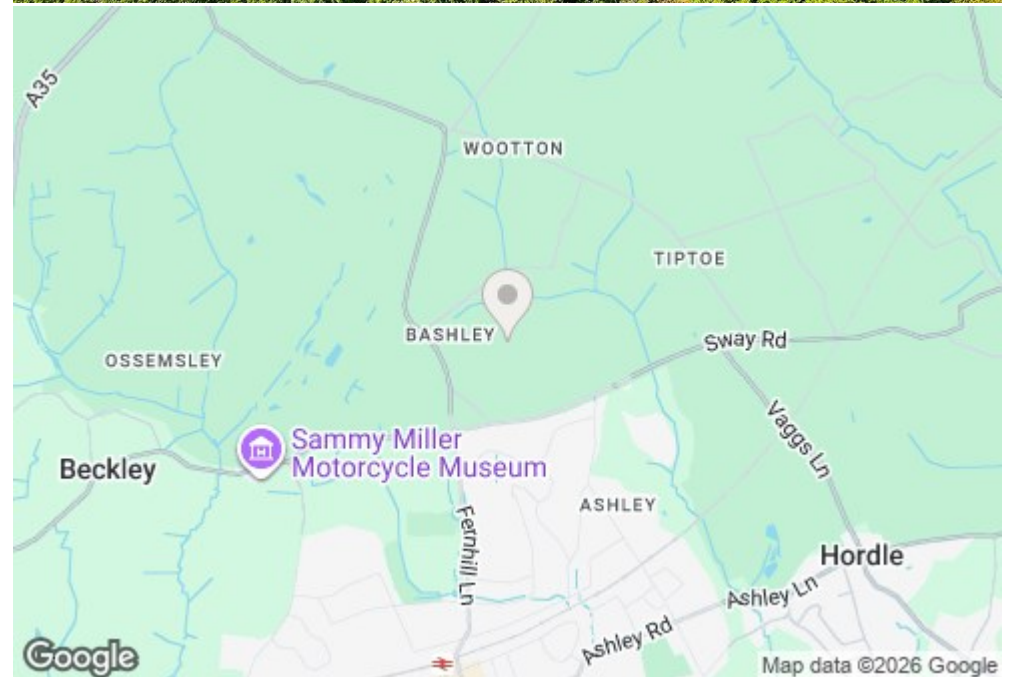 A35
WOOTTON
TIPTOE
BASHLEY
Sway Rd
OSSEMSLEY
Vaggs Ln
Sammy Miller
Motorcycle Museum
Beckley
ASHLEY
Fernhill Ln
Hordle
Ashley Ln
Ashley Rd
Google
Map data ©2026 Google